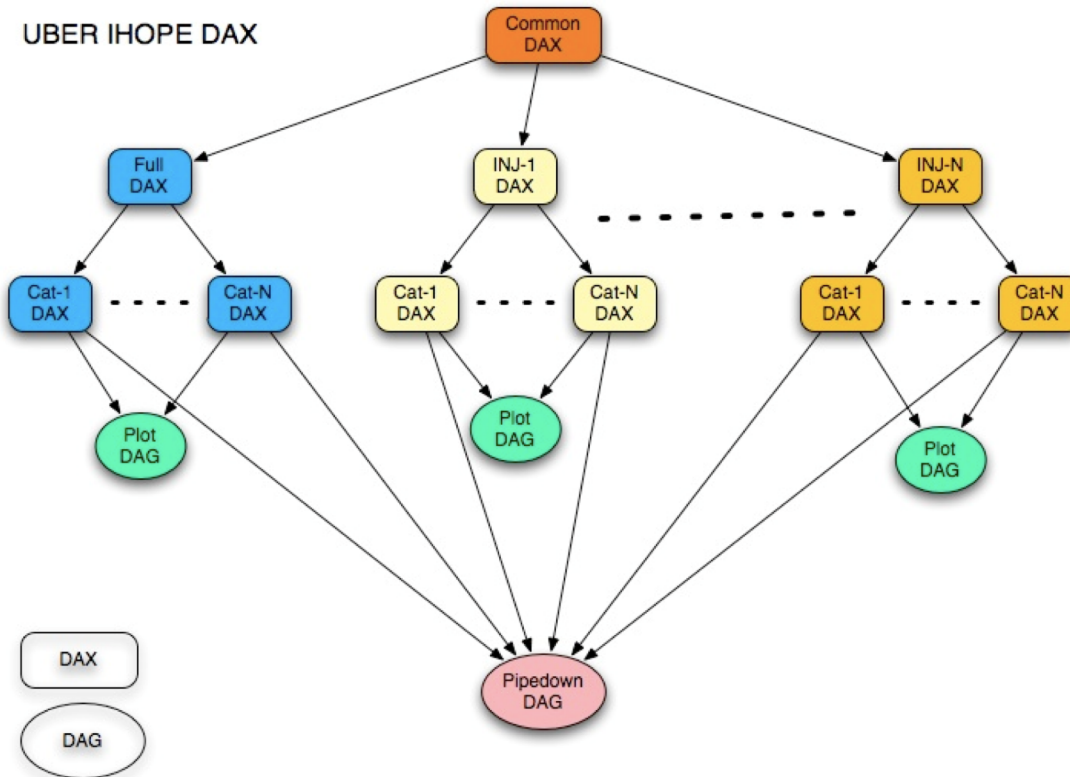 UBER IHOPE DAX
Common
DAX
Full
DAX
INJ-1
DAX
INJ-N
DAX
Cat-1
DAX
Cat-N
DAX
Cat-1
DAX
Cat-N
DAX
Cat-1
DAX
Cat-N
DAX
Plot
DAG
Plot
DAG
Plot
DAG
Pipedown
DAG
DAX
DAG